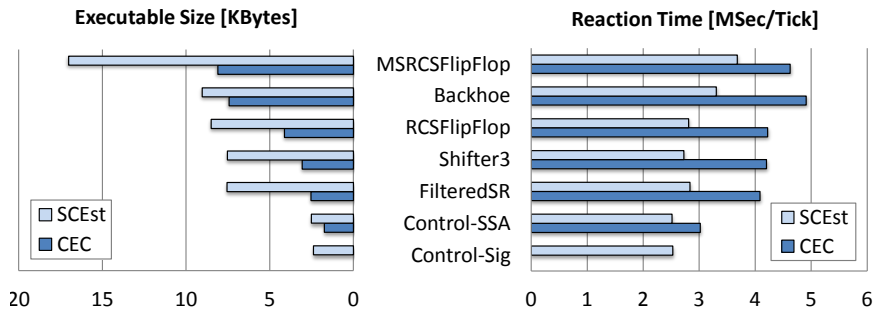 Executable Size [KBytes]
Reaction Time [MSec/Tick]
MSRCSFlipFlop
Backhoe
RCSFlipFlop
Shifter3
FilteredSR
Control-SSA
Control-Sig
SCEst
CEC
SCEst
CEC
20 15 10 5 0
0 1 2 3 4 5 6